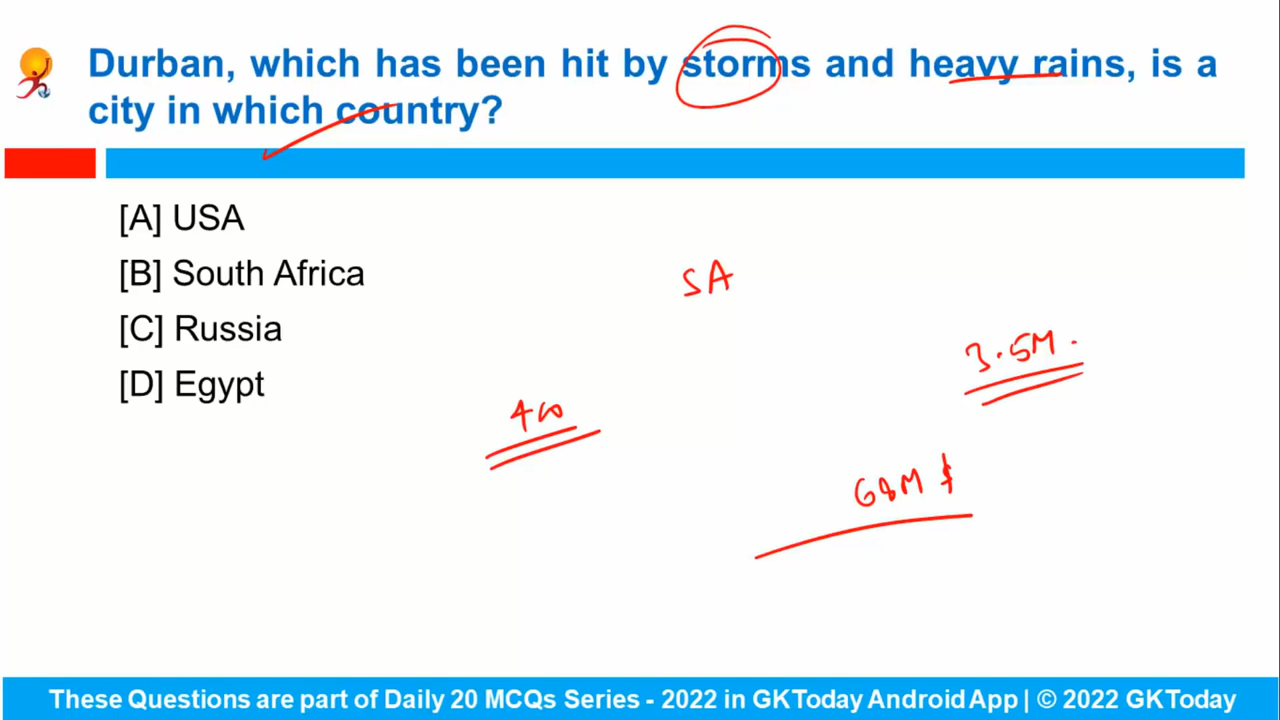 Durban, which has been hit by storms and heavy rains, is a
city in which country?
[A] USA
[B] South Africa
SA
[C] Russia
3.5M.
[D] Egypt
400
68M $
These Questions are part of Daily 20 MCQs Series - 2022 in GKToday Android App | © 2022 GKToday